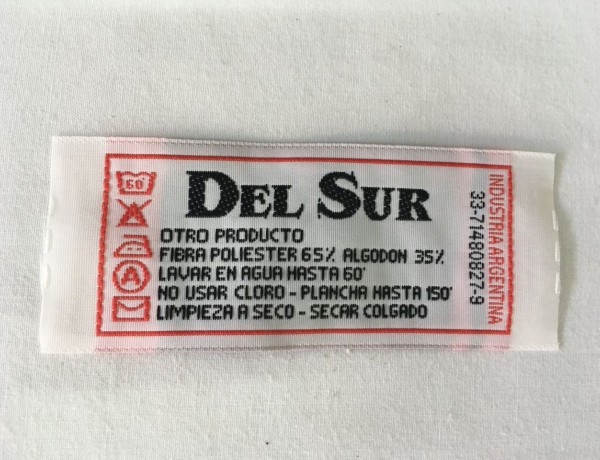 DEL SUR
OTRO PRODUCTO
FIBRA POLIESTER 65% ALGODON 35%
LAVAR EN AGUA HASTA 60°
NO USAR CLORO - PLANCHA HASTA 150°
LIMPIEZA A SECO - SECAR COLGADO
60°
A
INDUSTRIA ARGENTINA
33-71480827-9